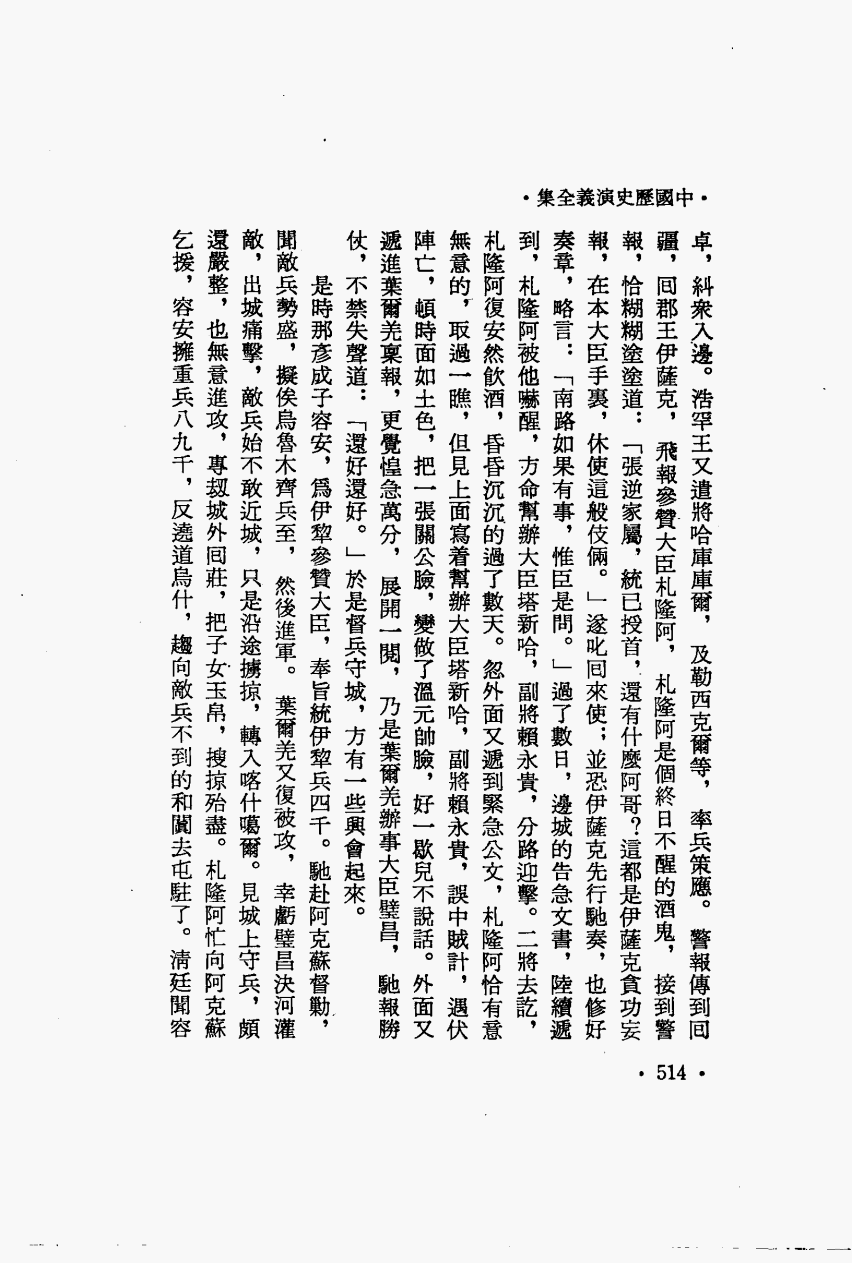 •中國歷史演義全集•
卓，糾衆入邊。浩罕王又遣將哈庫庫爾，及勒西克爾等，率兵策應。警報傳到囘
疆，囘郡王伊薩克，飛報參贊大臣札隆阿，札隆阿是個終日不醒的酒鬼，接到警
報，恰糊糊塗塗道：「張逆家屬，統已授首，還有什麼阿哥？這都是伊薩克貪功妄
報，在本大臣手裏，休使這般伎倆。」遂叱囘來使；並恐伊薩克先行馳奏，也修好
奏章，略言：「南路如果有事，惟臣是問。」過了數日，邊城的告急文書，陸續遞
到，札隆阿被他嚇醒，方命幫辦大臣塔新哈，副將賴永貴，分路迎擊。二將去訖，
札隆阿復安然飮酒，昏昏沉沉的過了數天。忽外面又遞到緊急公文，札隆阿恰有意
無意的，取過一瞧，但見上面寫着幫辦大臣塔新哈，副將賴永貴，誤中賊計，遇伏
陣亡，頓時面如土色，把一張關公臉，變做了溫元帥臉，好一歇兒不說話。外面又
遞進葉爾羌稟報，更覺惶急萬分，展開一閱，乃是葉爾羌辦事大臣璧昌，馳報勝
仗，不禁失聲道：「還好還好。」於是督兵守城，方有一些興會起來。
是時那彥成子容安，爲伊犂參贊大臣，奉旨統伊犂兵四千。馳赴阿克蘇督勦，
聞敵兵勢盛，擬俟烏魯木齊兵至，然後進軍。葉爾羌又復被攻，幸虧璧昌決河灌
敵，出城痛擊，敵兵始不敢近城，只是沿途擄掠，轉入喀什噶爾。見城上守兵，頗
還嚴整，也無意進攻，專刼城外囘莊，把子女玉帛，搜掠殆盡。札隆阿忙向阿克蘇
乞援，容安擁重兵八九千，反遶道烏什，趨向敵兵不到的和闐去屯駐了。清廷聞容
•514•